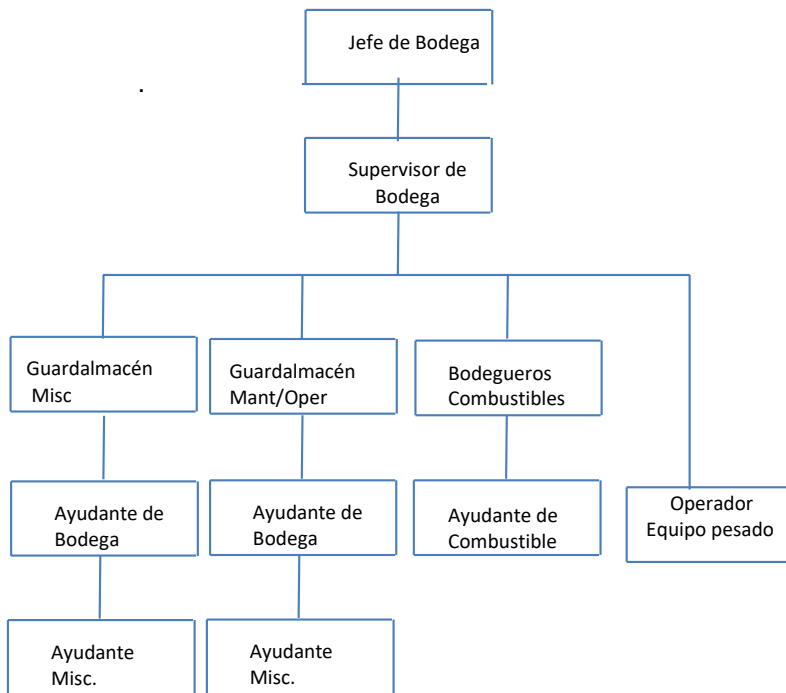 Jefe de Bodega
.
Supervisor de
Bodega
Guardalmacén
Misc
Guardalmacén
Mant/Oper
Bodegueros
Combustibles
Ayudante de
Bodega
Ayudante de
Bodega
Ayudante de
Combustible
Operador
Equipo pesado
Ayudante
Misc.
Ayudante
Misc.